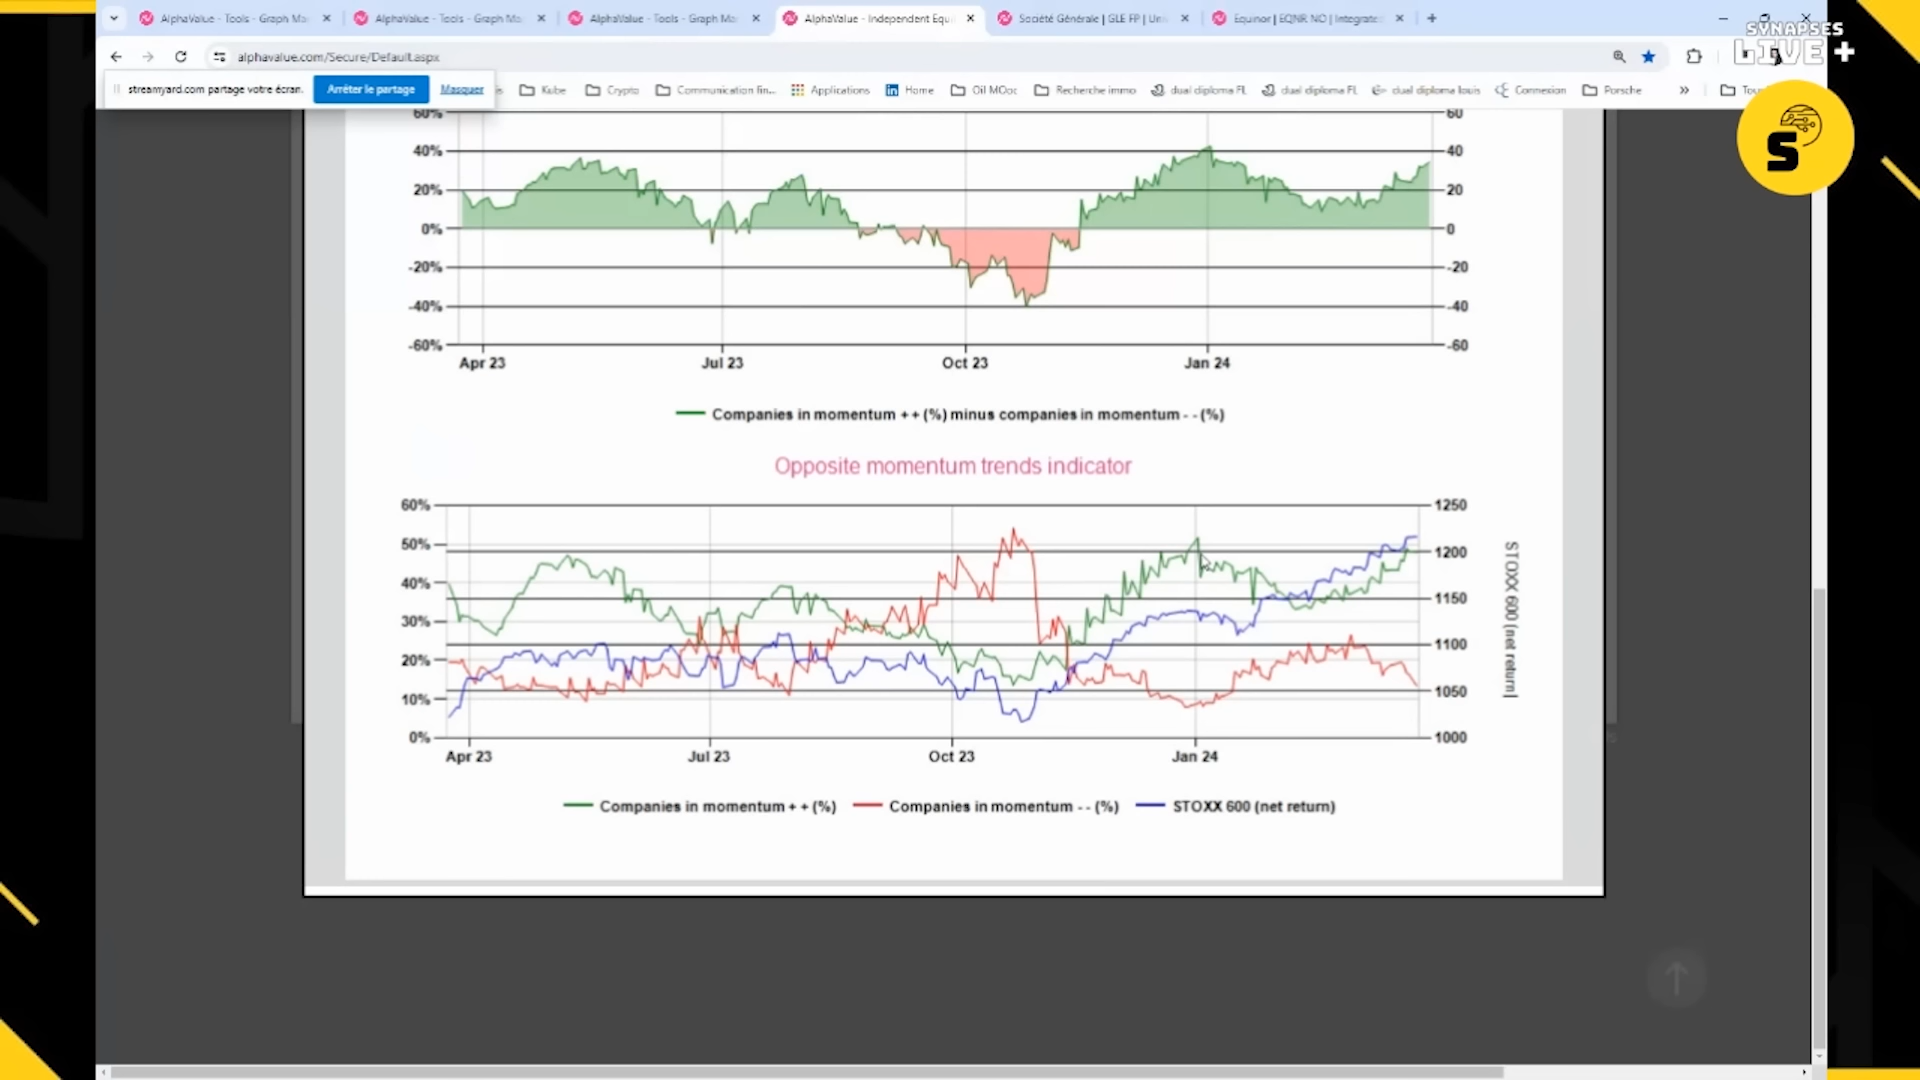 AlphaValue - Tools - Graph Ma
AlphaValue - Tools - Graph Ma
AlphaValue - Tools - Graph Ma
AlphaValue - Independent Equi
Société Générale | GLE FP | Uni
Equinor | EQNR NO | Integrate
SYNAPSES
LIVE +
alphavalue.com/Secure/Default.aspx
streamyard.com partage votre écran.
Arrêter le partage
Masquer
Kube
Crypto
Communication fin...
Applications
Home
Oil MOoc
Recherche immo
dual diploma FL
dual diploma FL
dual diploma louis
Connexion
Porsche
»
Tou
S
60% 60
40% 40
20% 20
0% 0
-20% -20
-40% -40
-60% -60
Apr 23 Jul 23 Oct 23 Jan 24
Companies in momentum ++ (%) minus companies in momentum - - (%)
Opposite momentum trends indicator
60% 1250
50% 1200
40% 1150
30% 1100
20% 1050
10% 1000
0%
STOXX 600 (net return)
Apr 23 Jul 23 Oct 23 Jan 24
Companies in momentum ++ (%) Companies in momentum - - (%) STOXX 600 (net return)